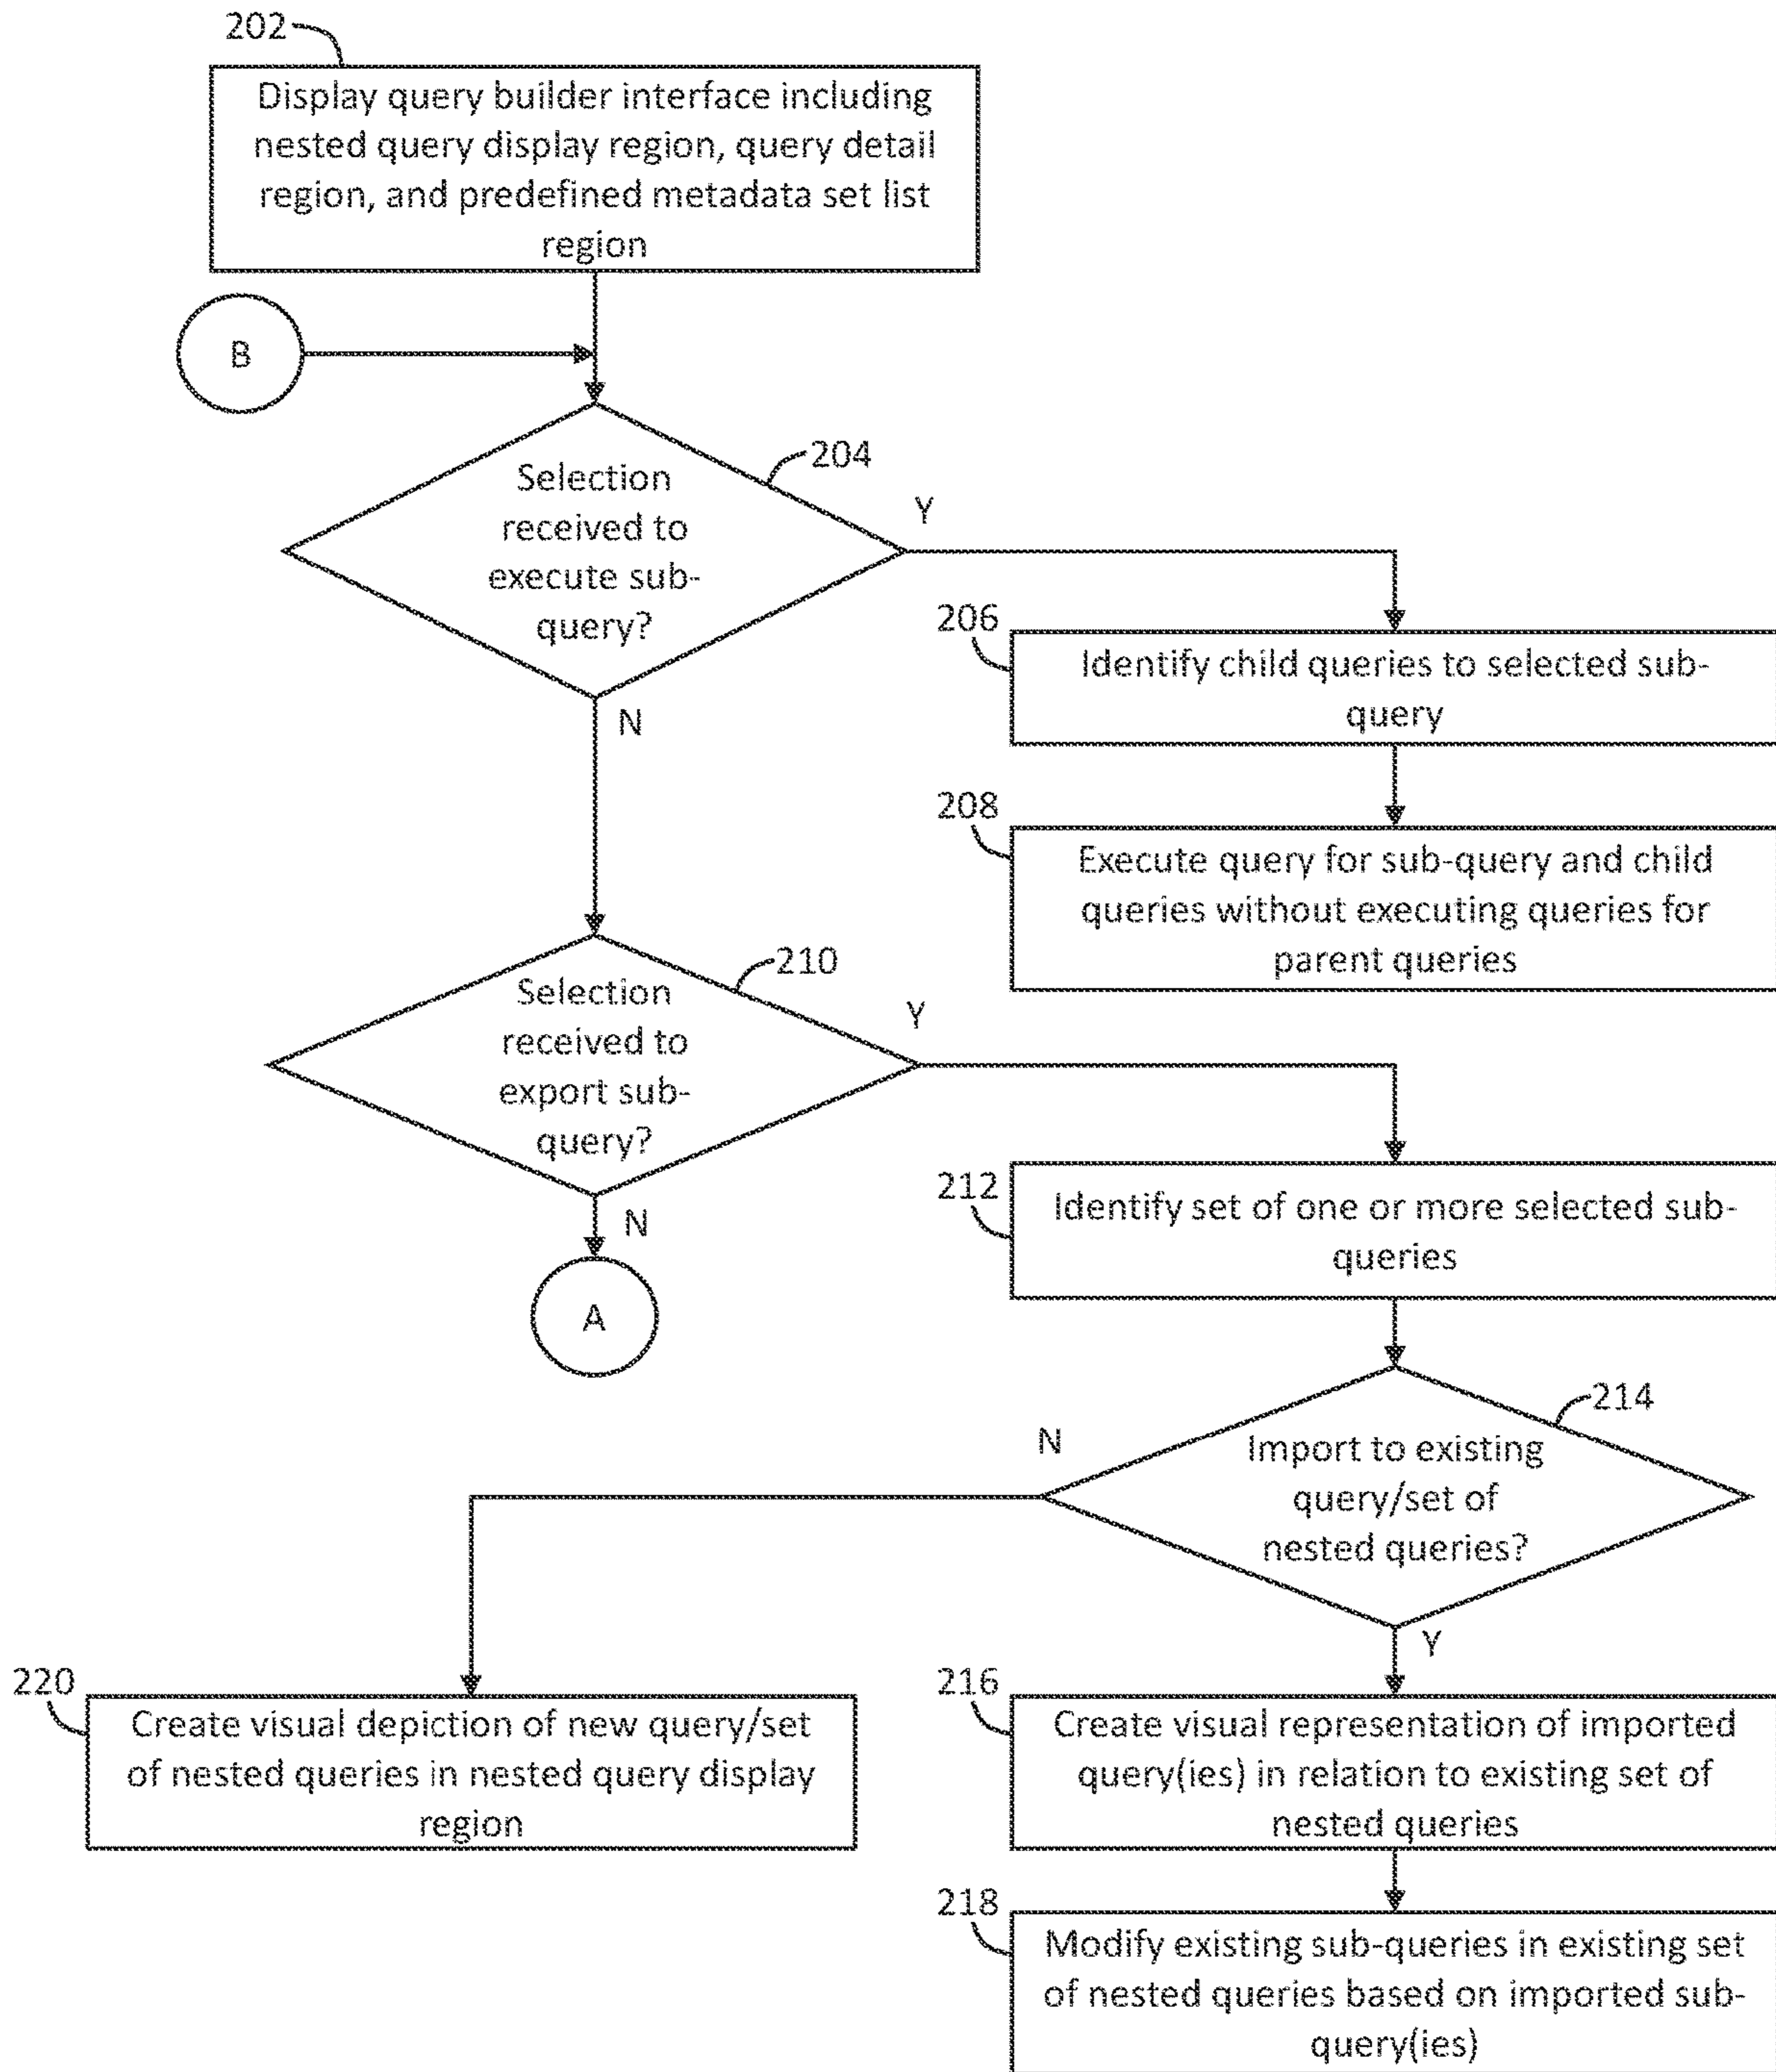 202
Display query builder interface including
nested query display region, query detail
region, and predefined metadata set list
region
B
204
Selection
received to
execute sub-
query?
Y
N
206
Identify child queries to selected sub-
query
208
Execute query for sub-query and child
queries without executing queries for
parent queries
210
Selection
received to
export sub-
query?
Y
N
A
212
Identify set of one or more selected sub-
queries
214
Import to existing
query/set of
nested queries?
N
Y
220
Create visual depiction of new query/set
of nested queries in nested query display
region
216
Create visual representation of imported
query(ies) in relation to existing set of
nested queries
218
Modify existing sub-queries in existing set
of nested queries based on imported sub-
query(ies)